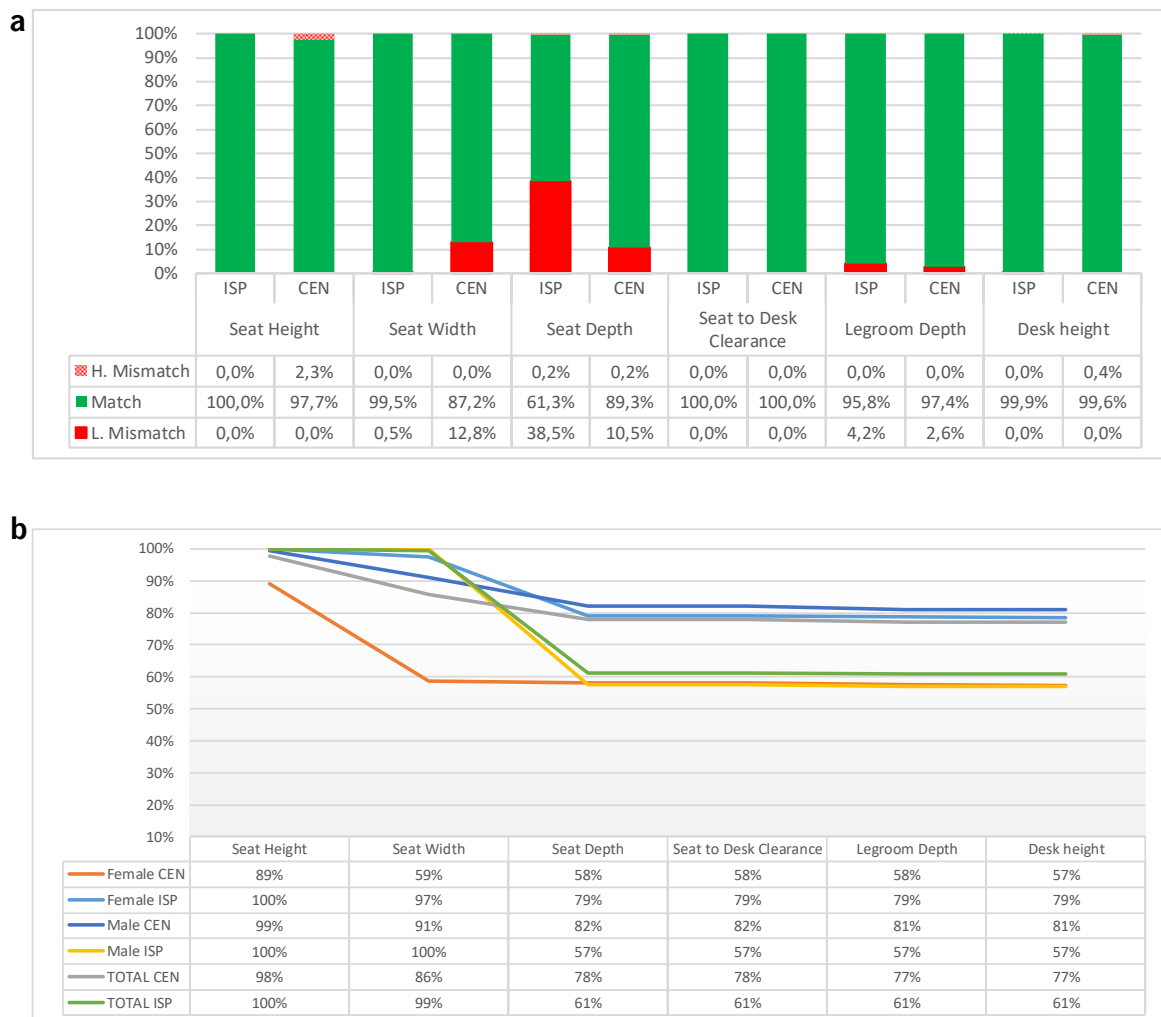 a
100%
90%
80%
70%
60%
50%
40%
30%
20%
10%
0%
ISP CEN ISP CEN ISP CEN ISP CEN ISP CEN ISP CEN
Seat Height Seat Width Seat Depth Seat to Desk Clearance Legroom Depth Desk height
H. Mismatch 0,0% 2,3% 0,0% 0,0% 0,2% 0,2% 0,0% 0,0% 0,0% 0,0% 0,0% 0,4%
Match 100,0% 97,7% 99,5% 87,2% 61,3% 89,3% 100,0% 100,0% 95,8% 97,4% 99,9% 99,6%
L. Mismatch 0,0% 0,0% 0,5% 12,8% 38,5% 10,5% 0,0% 0,0% 4,2% 2,6% 0,0% 0,0%
b
100%
90%
80%
70%
60%
50%
40%
30%
20%
10%
Seat Height Seat Width Seat Depth Seat to Desk Clearance Legroom Depth Desk height
Female CEN 89% 59% 58% 58% 58% 57%
Female ISP 100% 97% 79% 79% 79% 79%
Male CEN 99% 91% 82% 82% 81% 81%
Male ISP 100% 100% 57% 57% 57% 57%
TOTAL CEN 98% 86% 78% 78% 77% 77%
TOTAL ISP 100% 99% 61% 61% 61% 61%